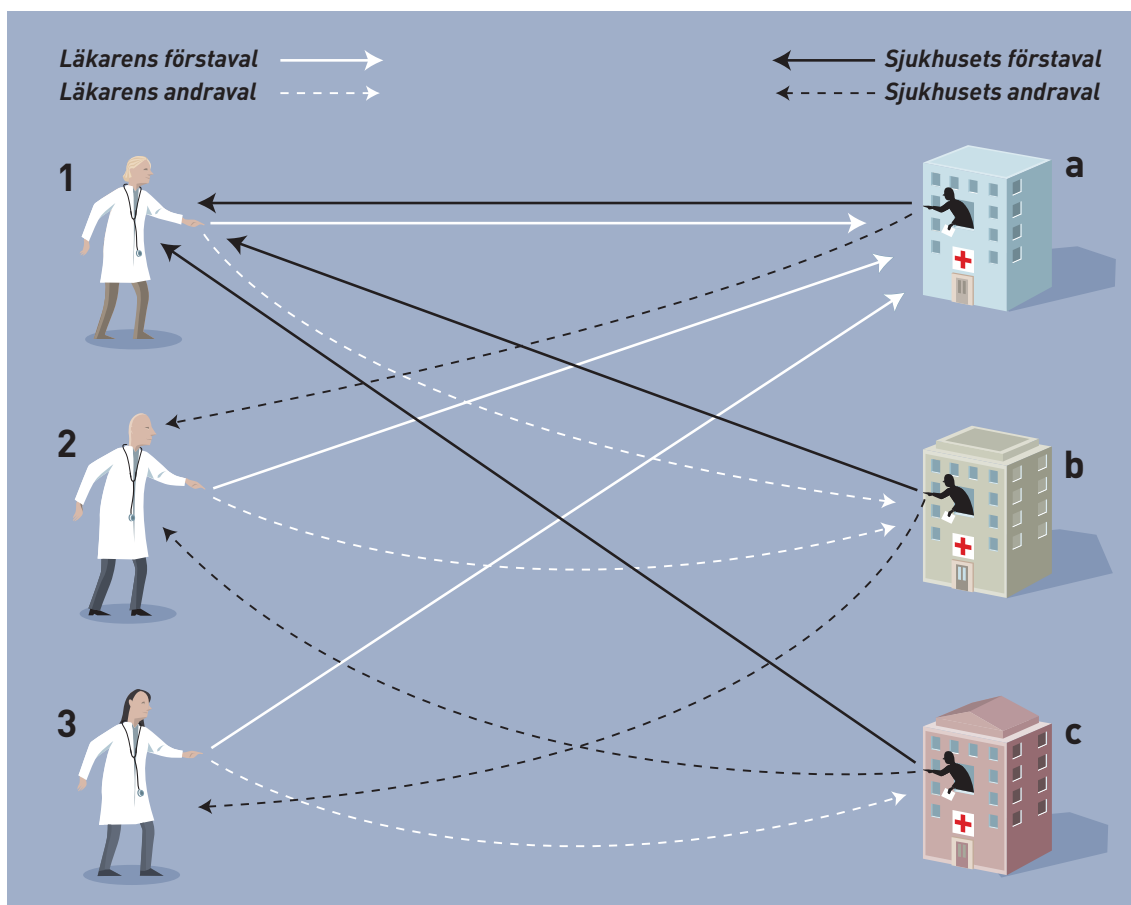 Läkarens förstaval
Läkarens andraval
Sjukhusets förstaval
Sjukhusets andraval
1
a
2
b
3
c